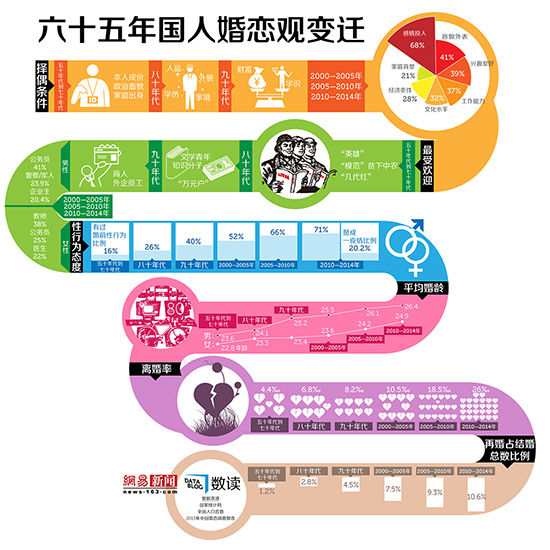 六十五年国人婚恋观变迁
择偶条件
五十年代到七十年代
本人成份
政治面貌
家庭出身
八十年代
人品
外貌
学历
家境
九十年代
财富
学识
2000—2005年
2005—2010年
2010—2014年
感情投入
68%
容貌外表
41%
兴趣爱好
39%
工作能力
37%
文化水平
32%
经济条件
28%
家庭背景
21%
最受欢迎
五十年代到七十年代
“英雄”
“模范”贫下中农
“几代红”
八十年代
文学青年
知识分子
“万元户”
九十年代
商人
外企员工
男性
女性
2000—2005年
2005—2010年
2010—2014年
公务员
41%
警察/军人
23.9%
企业主
20.4%
教师
38%
公务员
25%
医生
22%
性行为态度
有过
婚前性行为
比例
16%
26%
40%
52%
66%
71%
赞成
一夜情比例
20.2%
五十年代到七十年代
八十年代
九十年代
2000—2005年
2005—2010年
2010—2014年
平均婚龄
80
五十年代到七十年代
八十年代
九十年代
2000—2005年
2005—2010年
2010—2014年
男
23.6
24.1
25.2
25.5
26.1
26.4
女
22.8年龄
23.3
23.4
23.6
24.2
24.9
离婚率
4.4‰
6.8‰
8.2‰
10.5‰
18.5‰
26‰
五十年代到七十年代
八十年代
九十年代
2000—2005年
2005—2010年
2010—2014年
再婚占结婚
总数比例
五十年代到七十年代
八十年代
九十年代
2000—2005
2005—2010
2010—2014
1.2%
2.8%
4.5%
7.5%
9.3%
10.6%
網易新闻
news·163.com
DATA
BLOG
数读
数据来源
国家统计局
全国人口普查
2013年中国婚恋调查报告